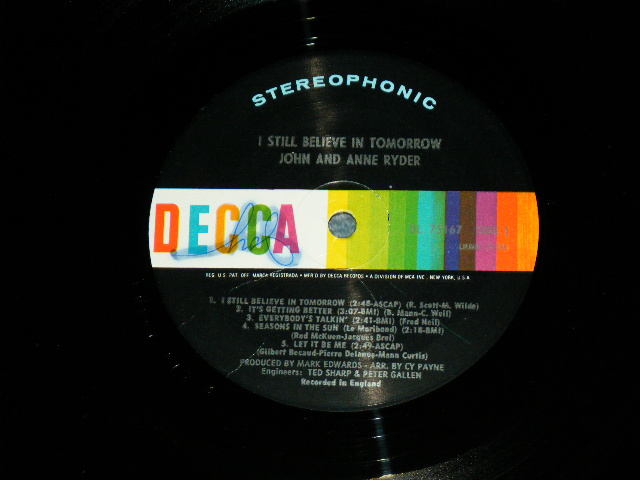 STEREOPHONIC
I STILL BELIEVE IN TOMORROW
JOHN AND ANNE RYDER
DECCA
REG. U.S. PAT. OFF. MARCA REGISTRADA • MFR'D BY DECCA RECORDS • A DIVISION OF MCA INC., NEW YORK, U.S.A.
1. I STILL BELIEVE IN TOMORROW (2:48-ASCAP) (R. Scott-M. Wilde)
2. IT'S GETTING BETTER (3:07-BMI) (B. Mann-C. Weil)
3. EVERYBODY'S TALKIN' (2:41-BMI) (Fred Neil)
4. SEASONS IN THE SUN (Le Moribond) (2:18-BMI)
(Rod McKuen-Jacques Brel)
5. LET IT BE ME (2:49-ASCAP)
(Gilbert Becaud-Pierre Delanoe-Mann Curtis)
PRODUCED BY MARK EDWARDS - ARR. BY CY PAYNE
Engineers: TED SHARP & PETER GALLEN
Recorded in England